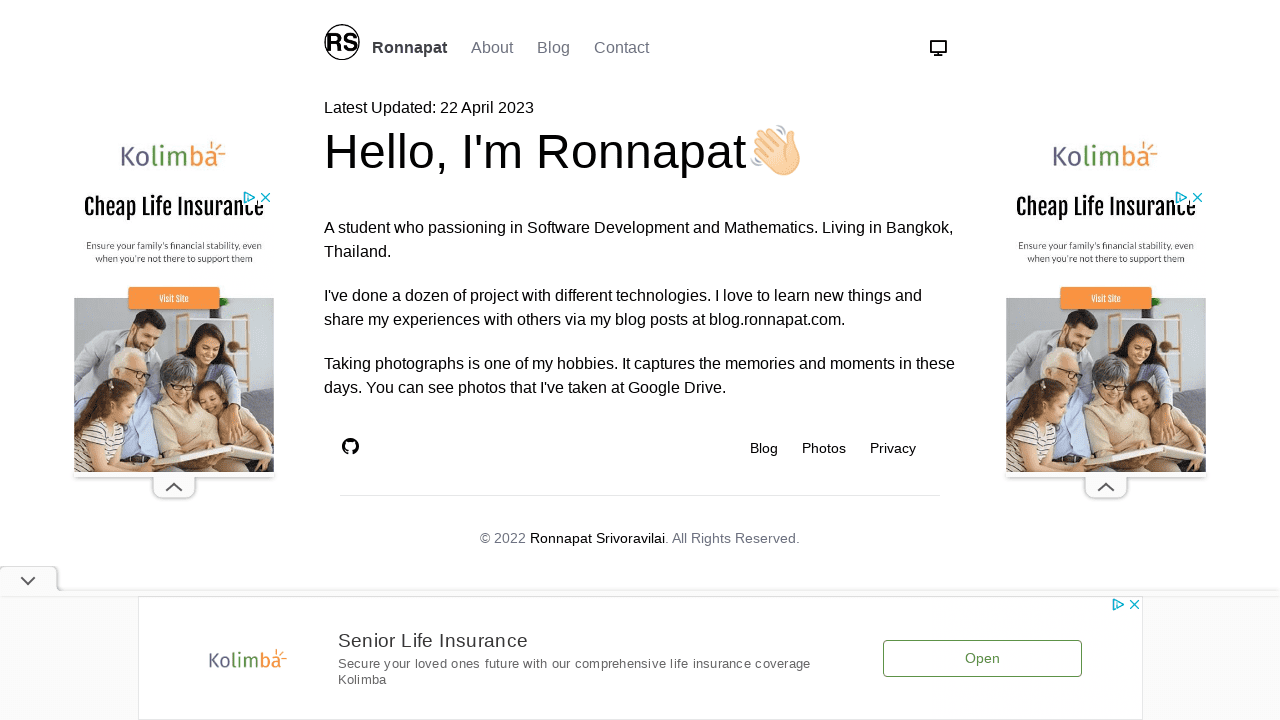 RS
Ronnapat
About
Blog
Contact
Latest Updated: 22 April 2023
Hello, I'm Ronnapat👋🏻
A student who passioning in Software Development and Mathematics. Living in Bangkok,
Thailand.
I've done a dozen of project with different technologies. I love to learn new things and
share my experiences with others via my blog posts at blog.ronnapat.com.
Taking photographs is one of my hobbies. It captures the memories and moments in these
days. You can see photos that I've taken at Google Drive.
Blog
Photos
Privacy
© 2022 Ronnapat Srivoravilai. All Rights Reserved.
Kolimba
Cheap Life Insurance
Ensure your family's financial stability, even
when you're not there to support them
Visit Site
Kolimba
Cheap Life Insurance
Ensure your family's financial stability, even
when you're not there to support them
Visit Site
Kolimba
Senior Life Insurance
Secure your loved ones future with our comprehensive life insurance coverage
Kolimba
Open